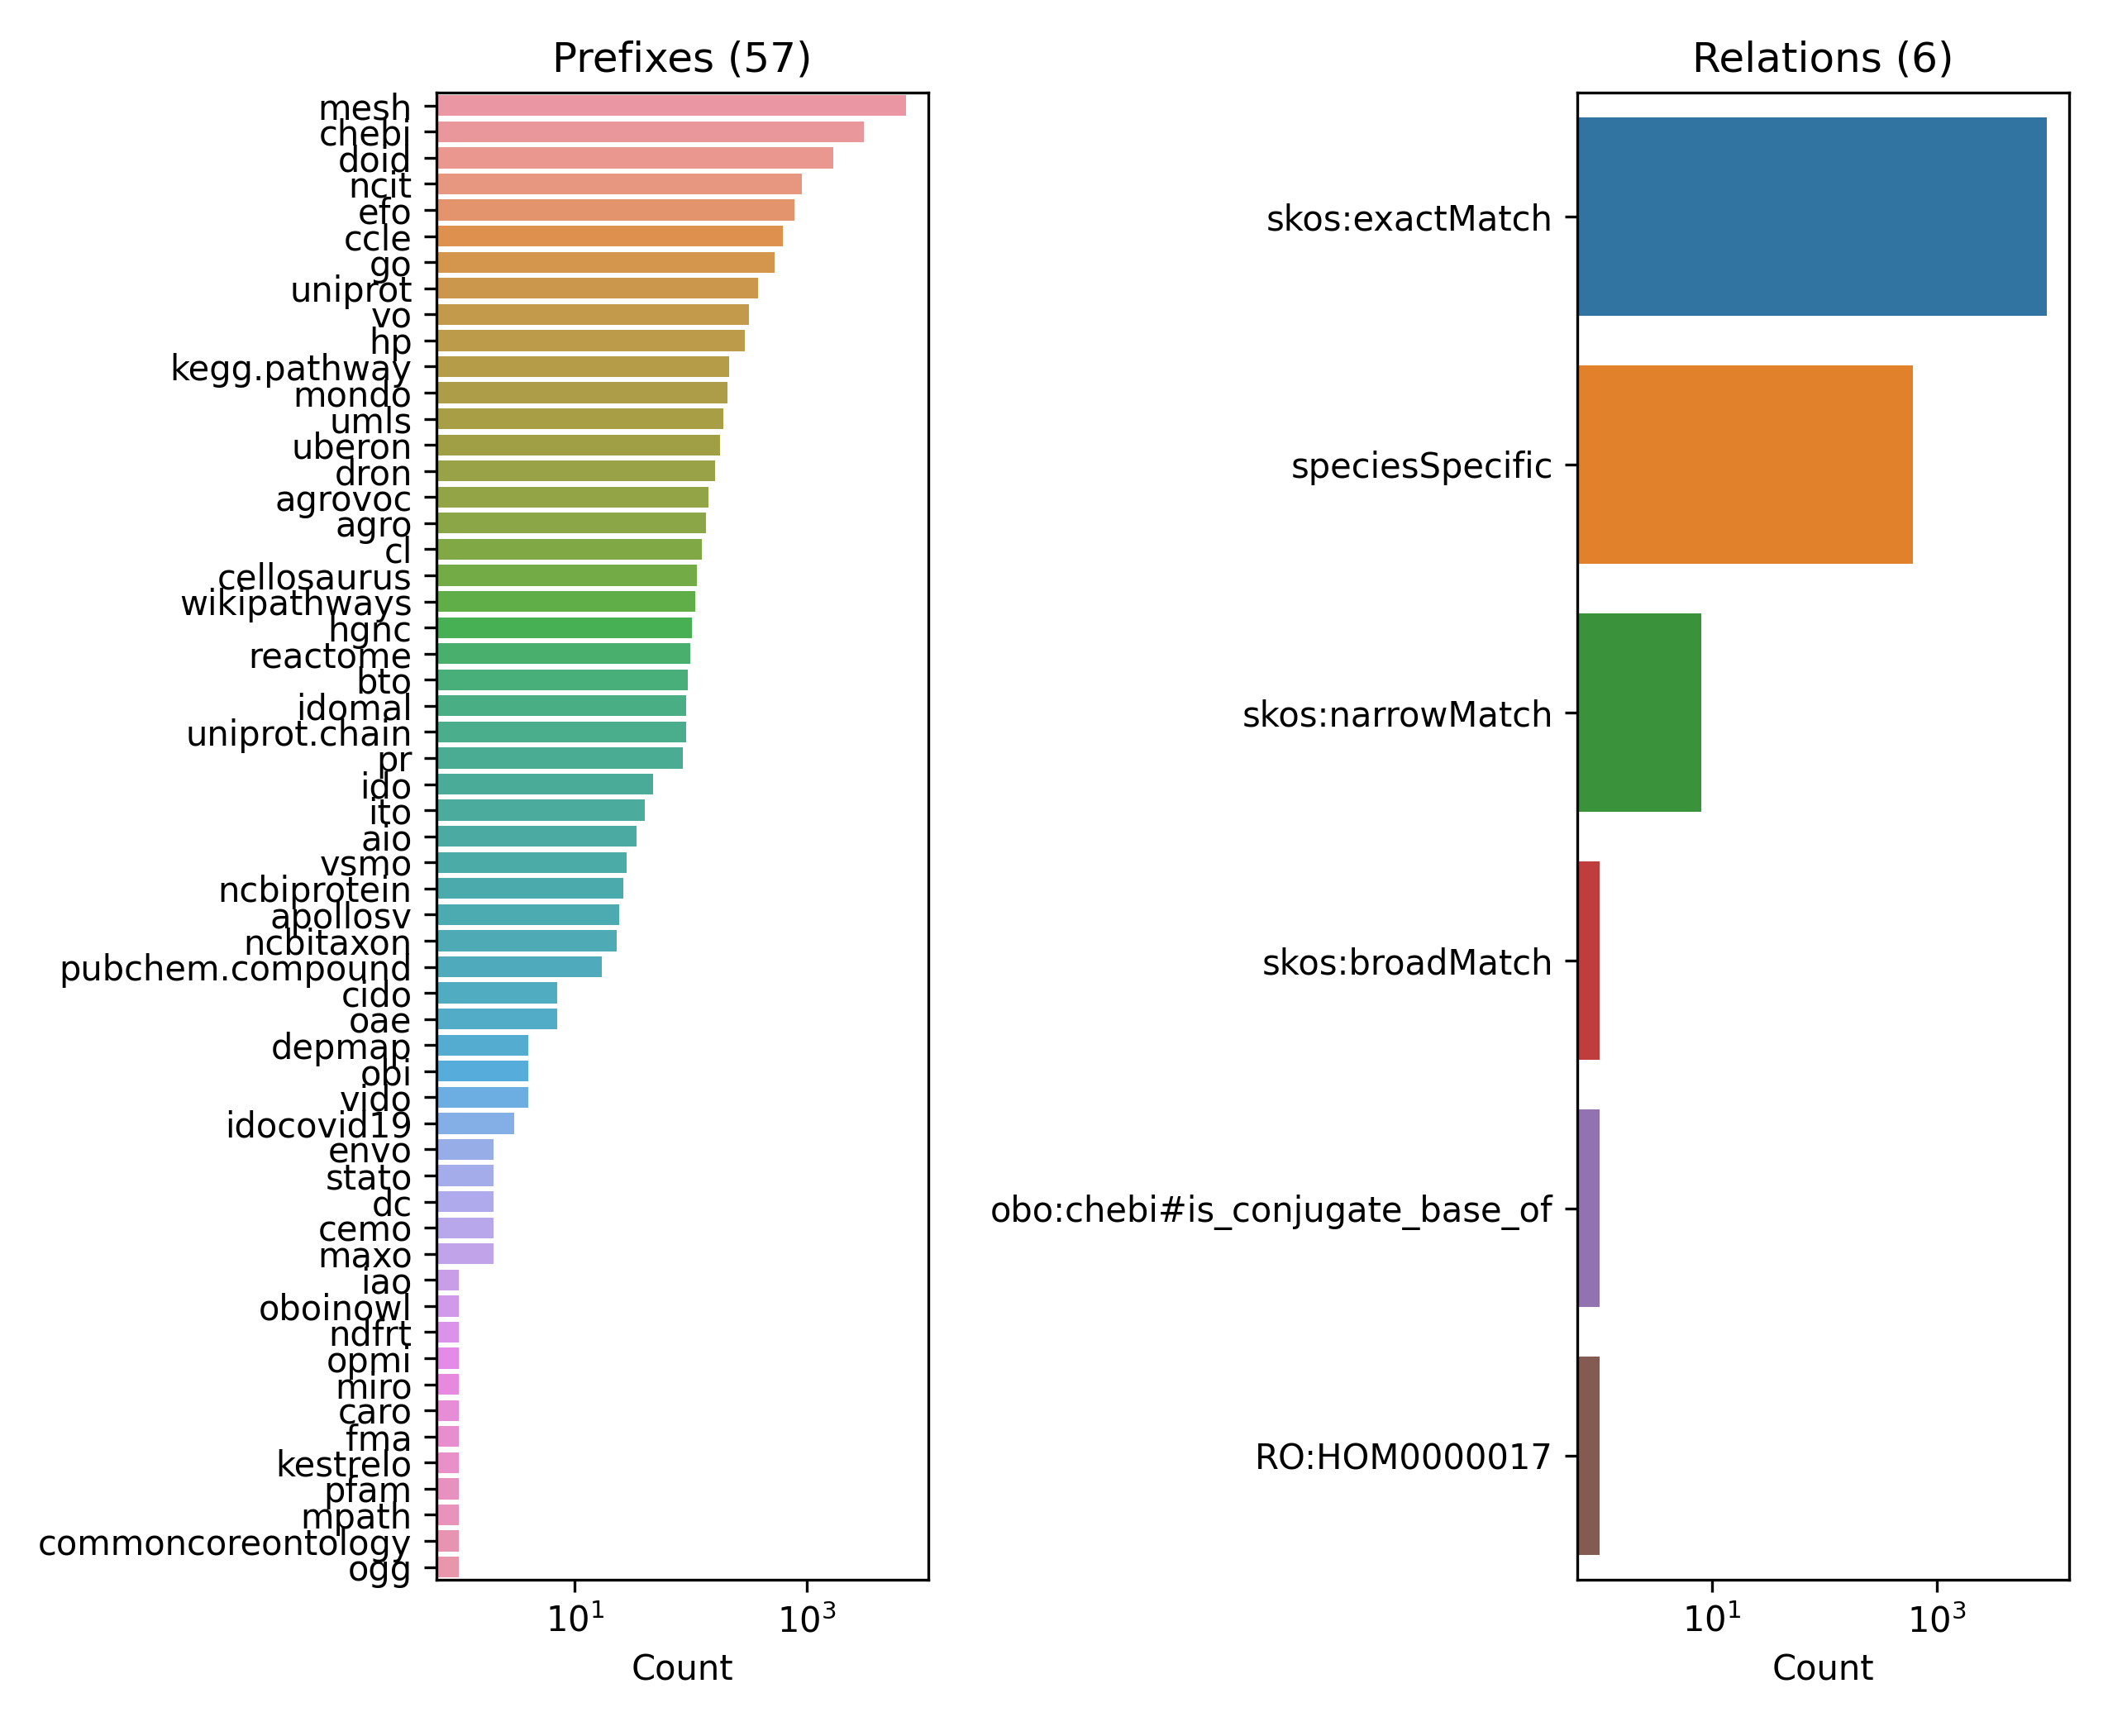 Prefixes (57)
mesh
chebi
doid
ncit
efo
ccle
go
uniprot
vo
hp
kegg.pathway
mondo
umls
uberon
dron
agrovoc
agro
cl
cellosaurus
wikipathways
hgnc
reactome
bto
idomal
uniprot.chain
pr
ido
ito
aio
vsmo
ncbiprotein
apollosv
ncbitaxon
pubchem.compound
cido
oae
depmap
obi
vido
idocovid19
envo
stato
dc
cemo
maxo
iao
oboinowl
ndfrt
opmi
miro
caro
fma
kestrelo
pfam
mpath
commoncoreontology
ogg
10¹ 10³
Count
Relations (6)
skos:exactMatch
speciesSpecific
skos:narrowMatch
skos:broadMatch
obo:chebi#is_conjugate_base_of
RO:HOM0000017
10¹ 10³
Count